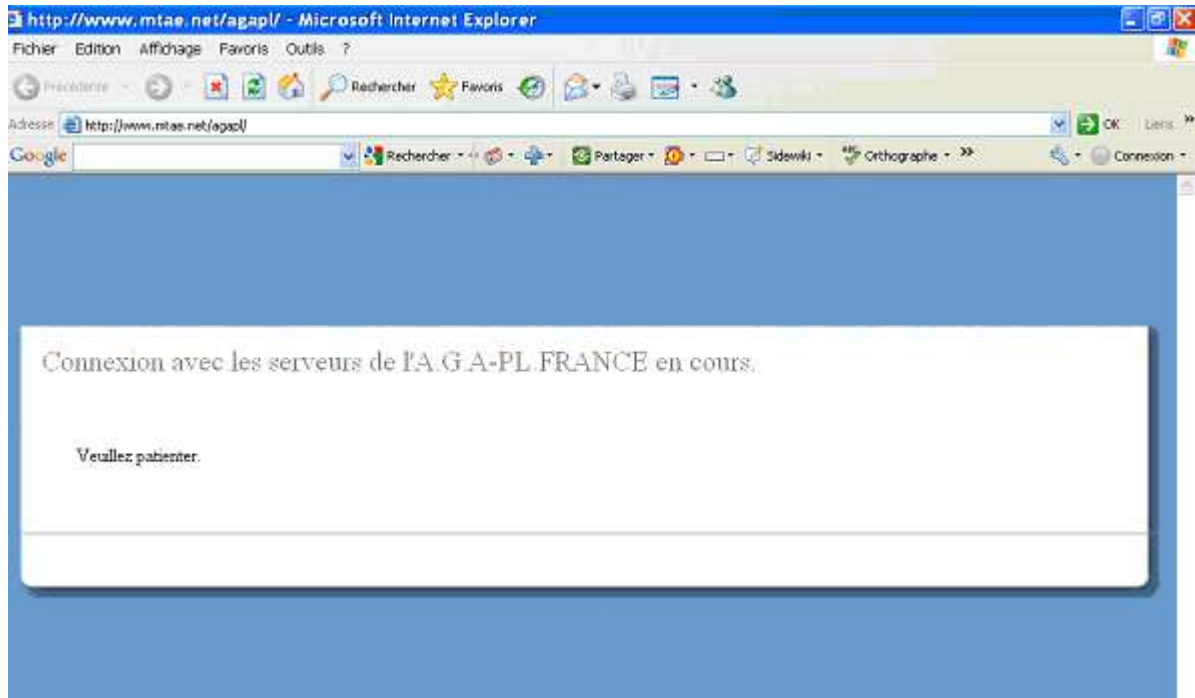 http://www.mtae.net/agapl/ - Microsoft Internet Explorer
Fichier Edition Affichage Favoris Outils ?
Précédente Rechercher Favoris
Adresse http://www.mtae.net/agapl/ OK Liens »
Google Rechercher Partager Sidewiki Orthographe » Connexion
Connexion avec les serveurs de l'A.G.A-PL.FRANCE en cours.
Veuillez patienter.